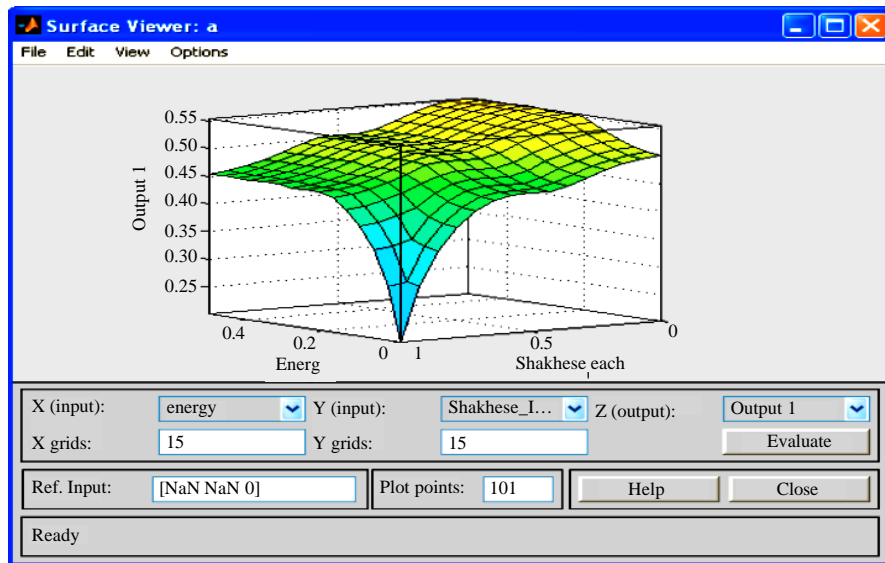 Surface Viewer: a
File Edit View Options
0.55
0.50
0.45
0.40
0.35
0.30
0.25
Output 1
0.4
0.2
0
Energ
1
0.5
0
Shakhese each
X (input): energy Y (input): Shakhese_I... Z (output): Output 1
X grids: 15 Y grids: 15 Evaluate
Ref. Input: [NaN NaN 0] Plot points: 101 Help Close
Ready